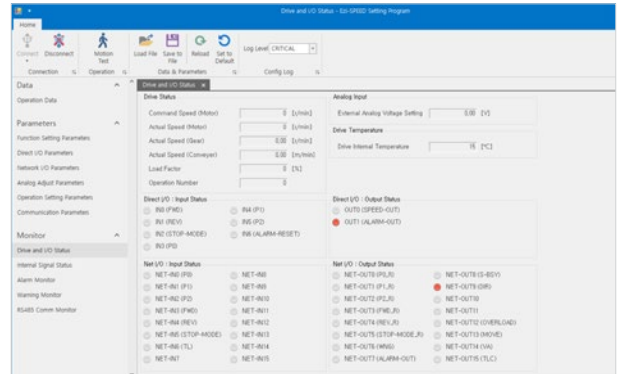 Drive and I/O Status - Ezi-SPEED Setting Program
Home
Connect
Disconnect
Motion Test
Load File
Save to File
Reload
Set to Default
Log Level
CRITICAL
Connection
Operation
Data & Parameters
Config Log
Data
Operation Data
Parameters
Function Setting Parameters
Direct I/O Parameters
Network I/O Parameters
Analog Adjust Parameters
Operation Setting Parameters
Communication Parameters
Monitor
Drive and I/O Status
Internal Signal Status
Alarm Monitor
Warning Monitor
RS485 Comm Monitor
Drive and I/O Status
Drive Status
Command Speed (Motor) 0 [r/min]
Actual Speed (Motor) 0 [r/min]
Actual Speed (Gear) 0.00 [r/min]
Actual Speed (Conveyer) 0.00 [m/min]
Load Factor 0 [%]
Operation Number 0
Analog Input
External Analog Voltage Setting 0.00 [V]
Drive Temperature
Drive Internal Temperature 15 [°C]
Direct I/O : Input Status
IN0 (FWD)
IN1 (REV)
IN2 (STOP-MODE)
IN3 (P0)
IN4 (P1)
IN5 (P2)
IN6 (ALARM-RESET)
Direct I/O : Output Status
OUT0 (SPEED-OUT)
OUT1 (ALARM-OUT)
Net I/O : Input Status
NET-IN0 (P0)
NET-IN1 (P1)
NET-IN2 (P2)
NET-IN3 (FWD)
NET-IN4 (REV)
NET-IN5 (STOP-MODE)
NET-IN6 (TL)
NET-IN7
NET-IN8
NET-IN9
NET-IN10
NET-IN11
NET-IN12
NET-IN13
NET-IN14
NET-IN15
Net I/O : Output Status
NET-OUT0 (P0_R)
NET-OUT1 (P1_R)
NET-OUT2 (P2_R)
NET-OUT3 (FWD_R)
NET-OUT4 (REV_R)
NET-OUT5 (STOP-MODE_R)
NET-OUT6 (WNG)
NET-OUT7 (ALARM-OUT)
NET-OUT8 (S-BSY)
NET-OUT9 (DIR)
NET-OUT10
NET-OUT11
NET-OUT12 (OVERLOAD)
NET-OUT13 (MOVE)
NET-OUT14 (VA)
NET-OUT15 (TLC)